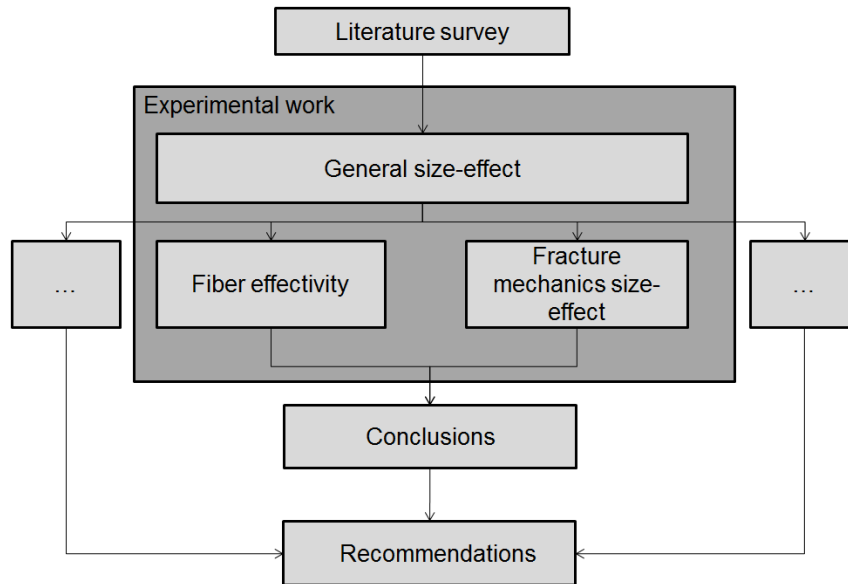 Literature survey
Experimental work
General size-effect
…
Fiber effectivity
Fracture
mechanics size-
effect
…
Conclusions
Recommendations